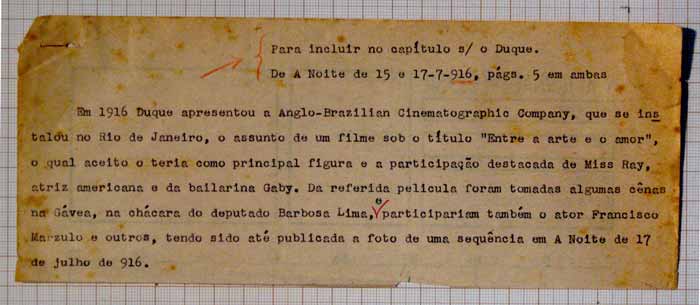 Para incluir no capítulo s/ o Duque.
De A Noite de 15 e 17-7-916, págs. 5 em ambas
Em 1916 Duque apresentou a Anglo-Brazilian Cinematographic Company, que se ins
talou no Rio de Janeiro, o assunto de um filme sob o título "Entre a arte e o amor",
o qual aceito o teria como principal figura e a participação destacada de Miss Ray,
atriz americana e da bailarina Gaby. Da referida pelicula foram tomadas algumas cênas
na Gávea, na chácara do deputado Barbosa Lima, e participariam também o ator Francisco
Marzulo e outros, tendo sido até publicada a foto de uma sequência em A Noite de 17
de julho de 916.